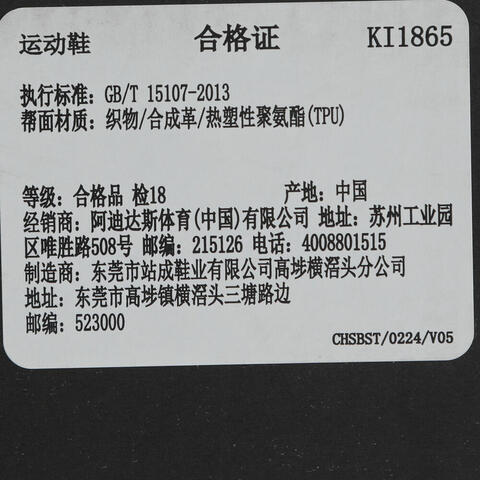 运动鞋 合格证 KI1865
执行标准: GB/T 15107-2013
帮面材质: 织物/合成革/热塑性聚氨酯(TPU)
等级: 合格品 检18 产地: 中国
经销商: 阿迪达斯体育(中国)有限公司 地址: 苏州工业园
区唯胜路508号 邮编: 215126 电话: 4008801515
制造商: 东莞市站成鞋业有限公司高埗横滘头分公司
地址: 东莞市高埗镇横滘头三塘路边
邮编: 523000
CHSBST/0224/V05